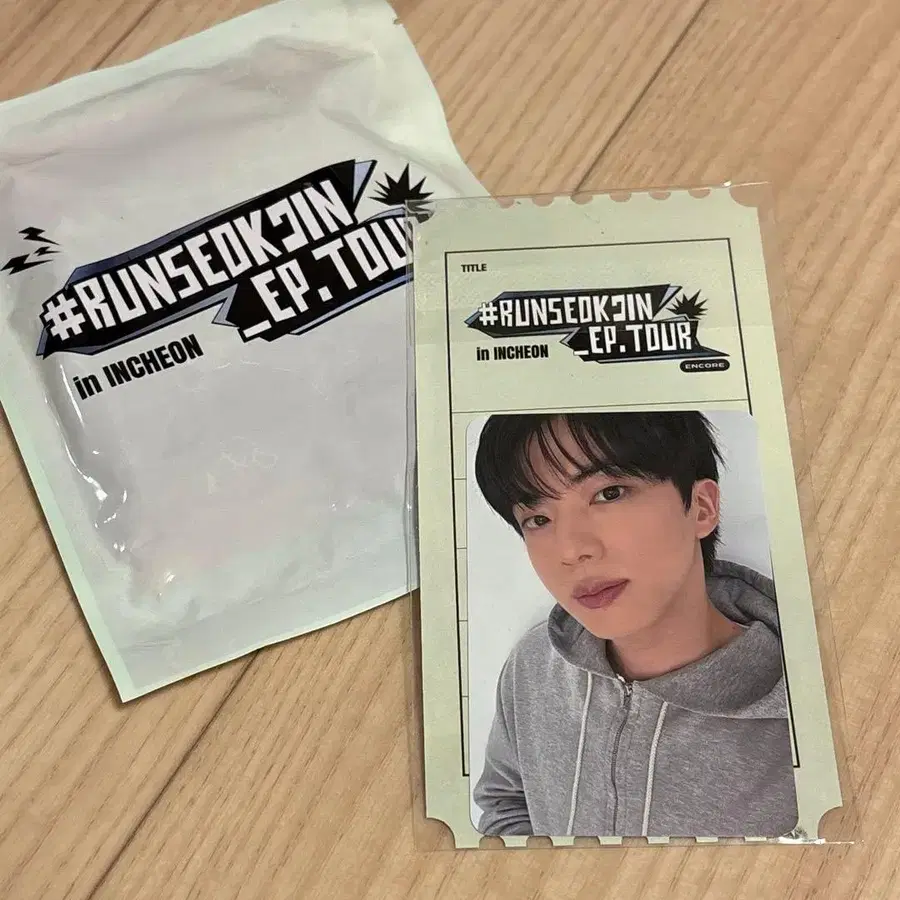 #RUNSEOKJIN
_EP.TOUR
in INCHEON
TITLE
#RUNSEOKJIN
_EP.TOUR
in INCHEON
ENCORE